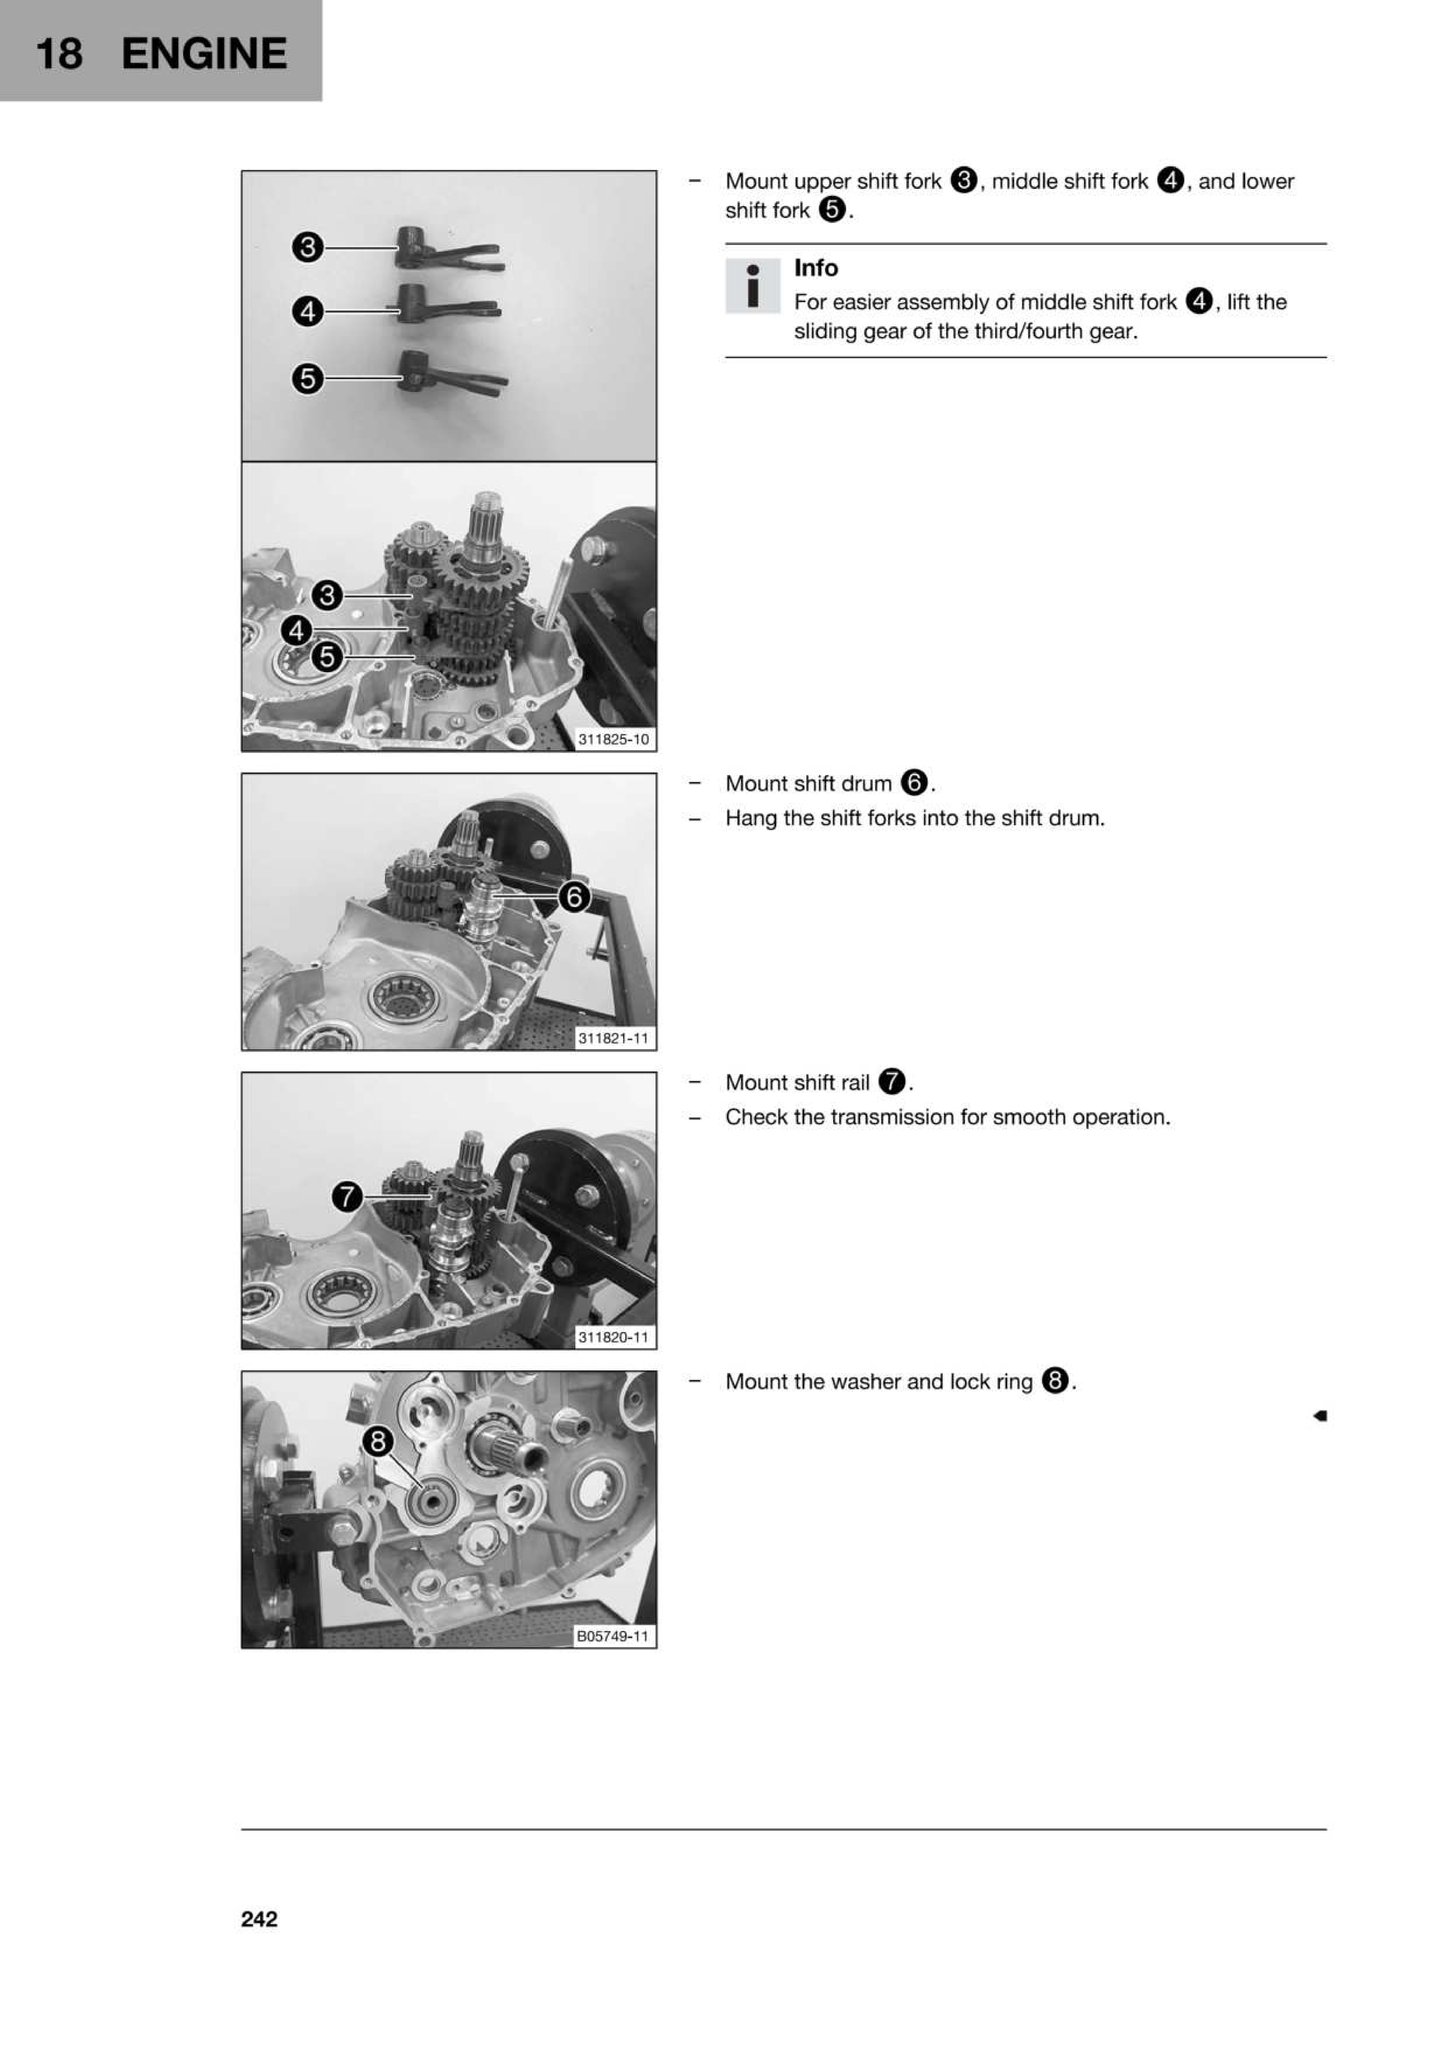 18 ENGINE
– Mount upper shift fork 3, middle shift fork 4, and lower
shift fork 5.
Info
For easier assembly of middle shift fork 4, lift the
sliding gear of the third/fourth gear.
3
4
5
3
4
5
311825-10
– Mount shift drum 6.
– Hang the shift forks into the shift drum.
6
311821-11
– Mount shift rail 7.
– Check the transmission for smooth operation.
7
311820-11
– Mount the washer and lock ring 8.
8
B05749-11
242